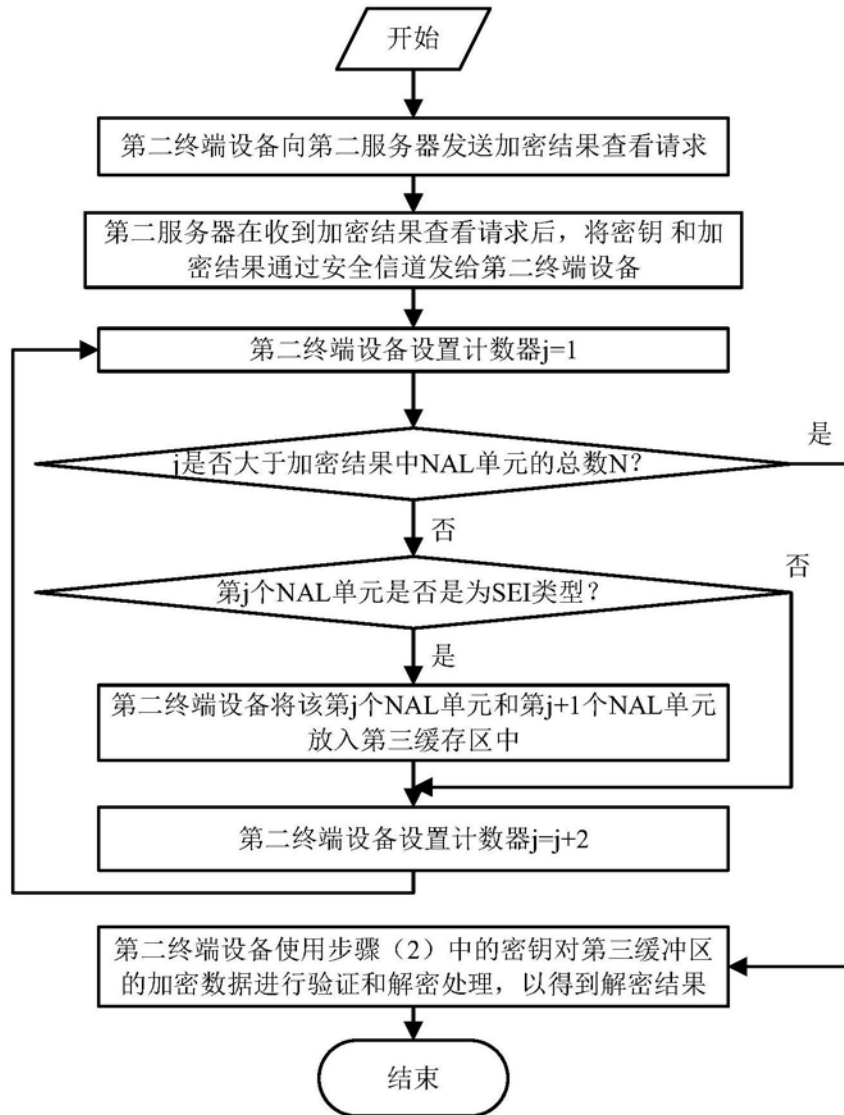 开始
第二终端设备向第二服务器发送加密结果查看请求
第二服务器在收到加密结果查看请求后，将密钥 和加
密结果通过安全信道发给第二终端设备
第二终端设备设置计数器j=1
是
j是否大于加密结果中NAL单元的总数N？
否
否
第j个NAL单元是否是为SEI类型？
是
第二终端设备将该第j个NAL单元和第j+1个NAL单元
放入第三缓存区中
第二终端设备设置计数器j=j+2
第二终端设备使用步骤（2）中的密钥对第三缓冲区
的加密数据进行验证和解密处理，以得到解密结果
结束